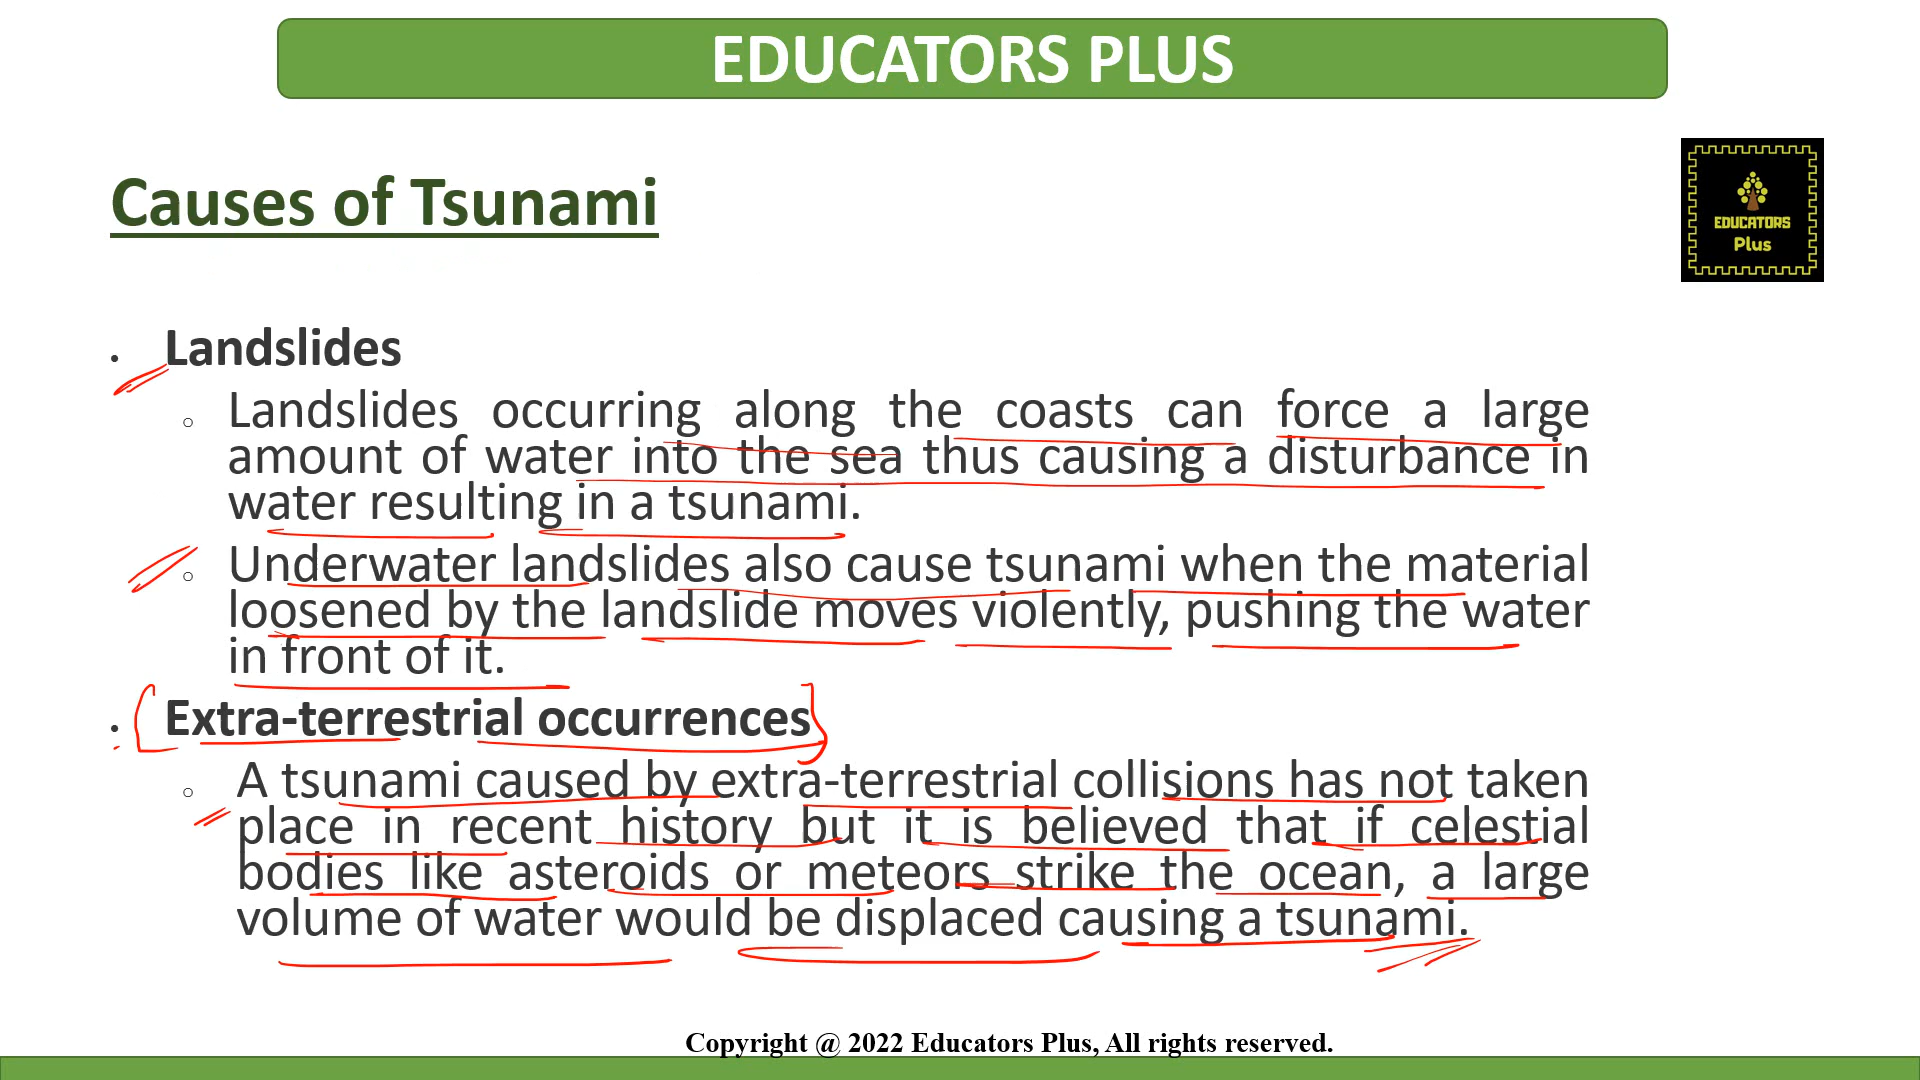 EDUCATORS PLUS
Causes of Tsunami
EDUCATORS
Plus
• Landslides
○ Landslides occurring along the coasts can force a large
amount of water into the sea thus causing a disturbance in
water resulting in a tsunami.
○ Underwater landslides also cause tsunami when the material
loosened by the landslide moves violently, pushing the water
in front of it.
• Extra-terrestrial occurrences
○ A tsunami caused by extra-terrestrial collisions has not taken
place in recent history but it is believed that if celestial
bodies like asteroids or meteors strike the ocean, a large
volume of water would be displaced causing a tsunami.
Copyright @ 2022 Educators Plus, All rights reserved.